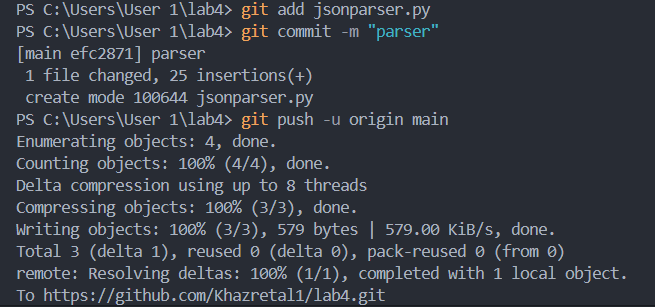 PS C:\Users\User 1\lab4> git add jsonparser.py
PS C:\Users\User 1\lab4> git commit -m "parser"
[main efc2871] parser
 1 file changed, 25 insertions(+)
 create mode 100644 jsonparser.py
PS C:\Users\User 1\lab4> git push -u origin main
Enumerating objects: 4, done.
Counting objects: 100% (4/4), done.
Delta compression using up to 8 threads
Compressing objects: 100% (3/3), done.
Writing objects: 100% (3/3), 579 bytes | 579.00 KiB/s, done.
Total 3 (delta 1), reused 0 (delta 0), pack-reused 0 (from 0)
remote: Resolving deltas: 100% (1/1), completed with 1 local object.
To https://github.com/Khazretal1/lab4.git